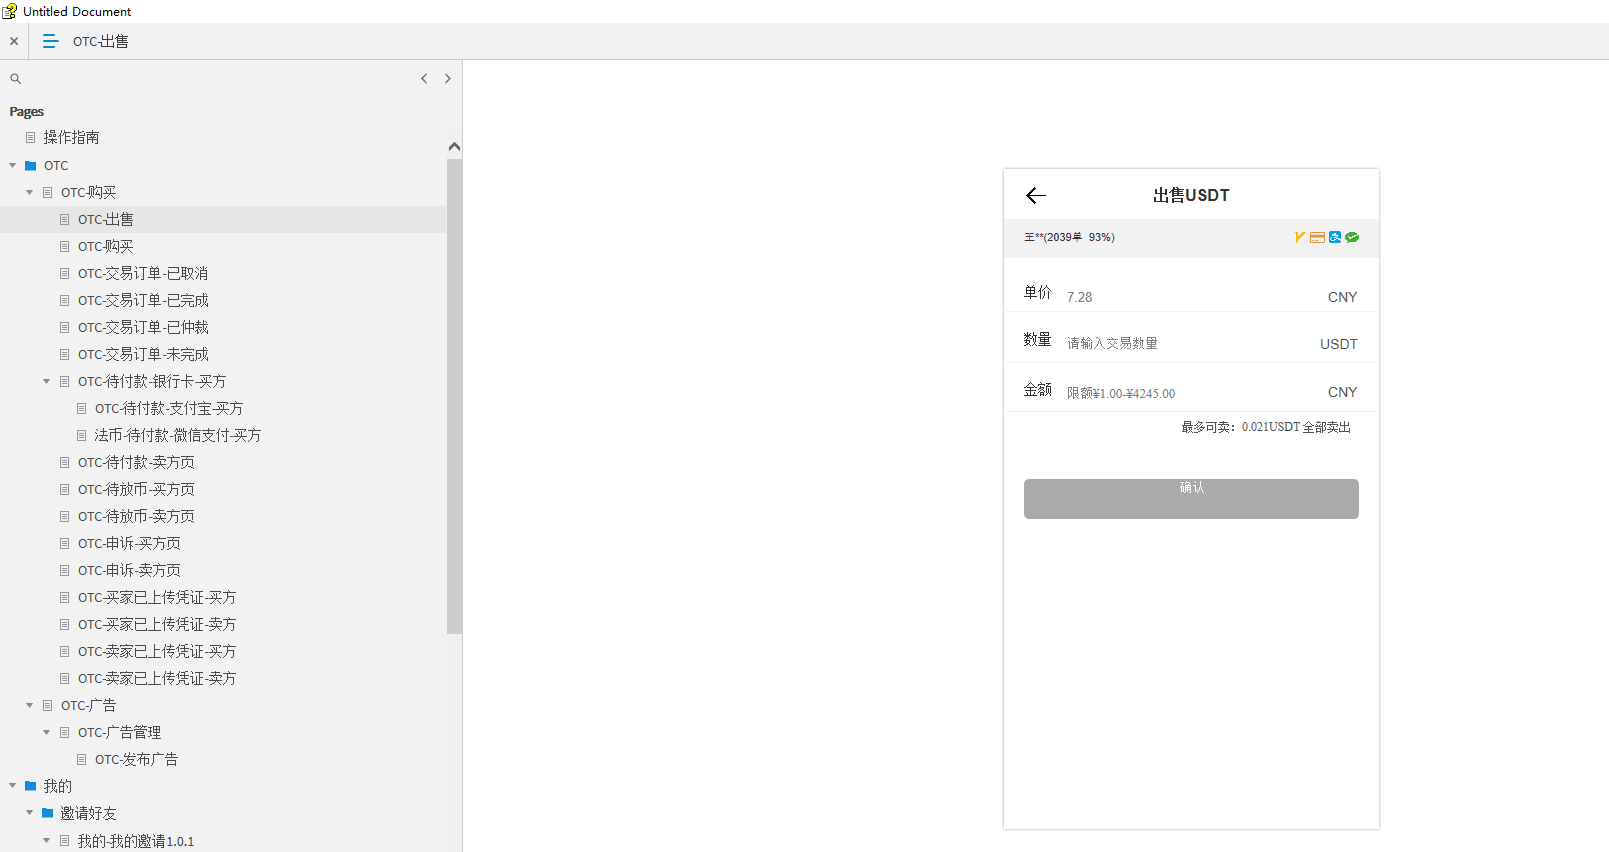 Untitled Document
OTC-出售
Pages
操作指南
OTC
OTC-购买
OTC-出售
OTC-购买
OTC-交易订单-已取消
OTC-交易订单-已完成
OTC-交易订单-已仲裁
OTC-交易订单-未完成
OTC-待付款-银行卡-买方
OTC-待付款-支付宝-买方
法币-待付款-微信支付-买方
OTC-待付款-卖方页
OTC-待放币-买方页
OTC-待放币-卖方页
OTC-申诉-买方页
OTC-申诉-卖方页
OTC-买家已上传凭证-买方
OTC-买家已上传凭证-卖方
OTC-卖家已上传凭证-买方
OTC-卖家已上传凭证-卖方
OTC-广告
OTC-广告管理
OTC-发布广告
我的
邀请好友
我的-我的邀请1.0.1
出售USDT
王**(2039单 93%)
单价 7.28 CNY
数量 请输入交易数量 USDT
金额 限额¥1.00-¥4245.00 CNY
最多可卖：0.021USDT 全部卖出
确认